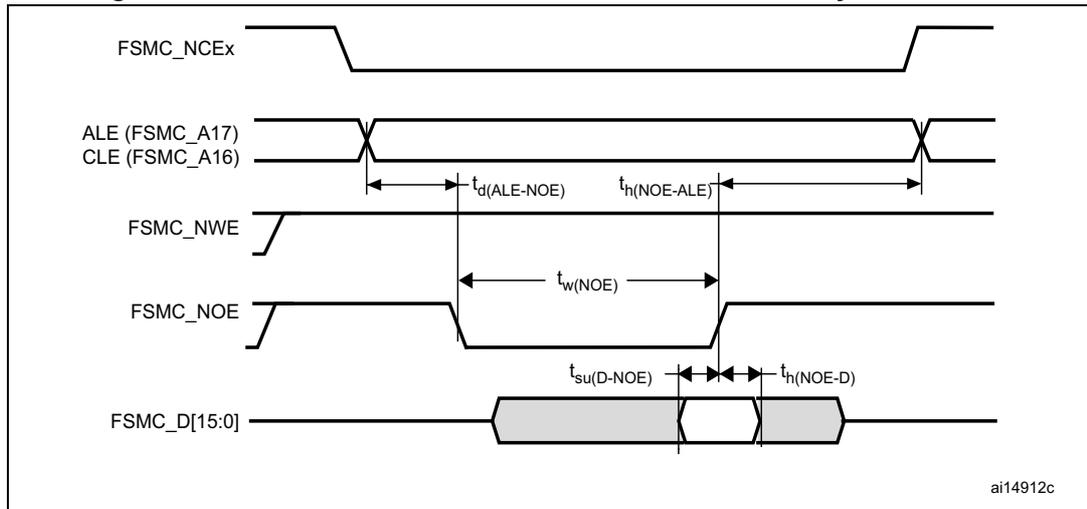 FSMC_NCEx
ALE (FSMC_A17)
CLE (FSMC_A16)
td(ALE-NOE)
th(NOE-ALE)
FSMC_NWE
tw(NOE)
FSMC_NOE
tsu(D-NOE)
th(NOE-D)
FSMC_D[15:0]
ai14912c